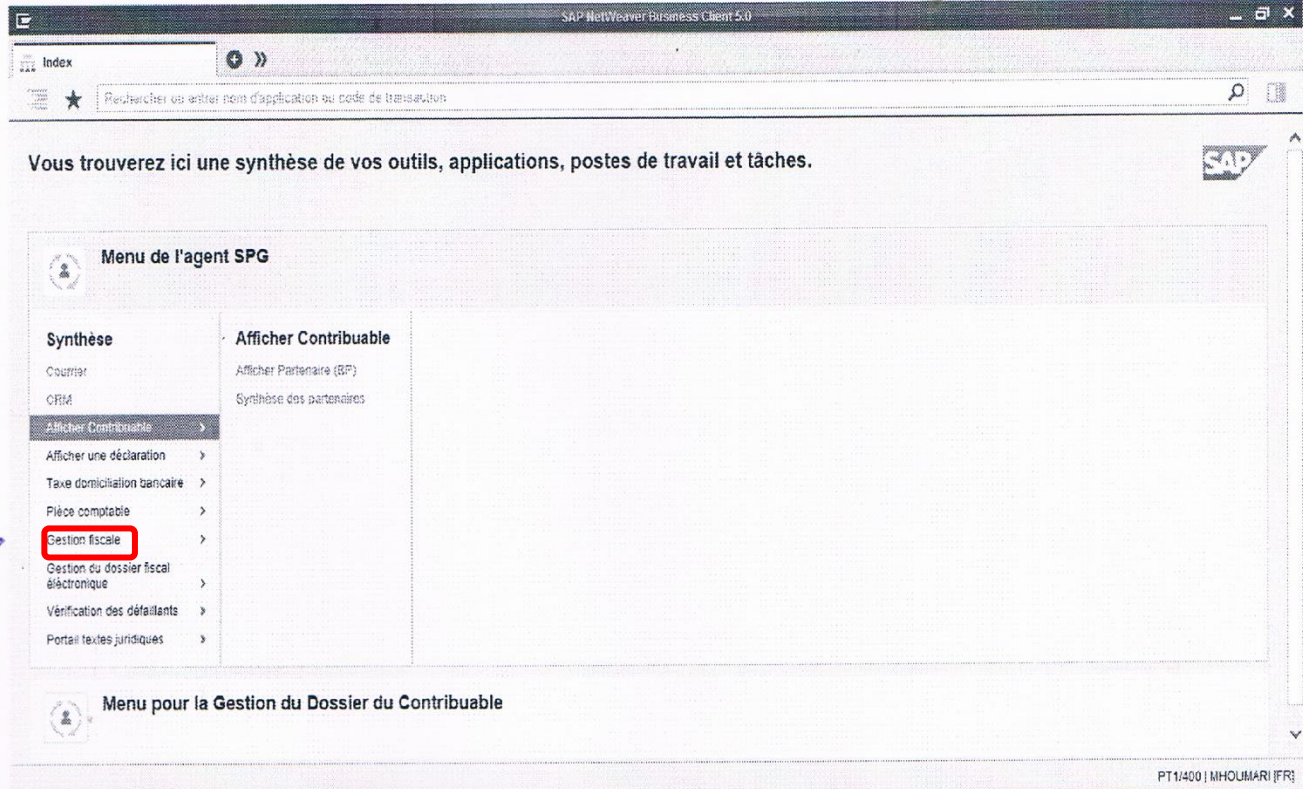 SAP NetWeaver Business Client 5.0
Index
Rechercher ou entrer nom d'application ou code de transaction
Vous trouverez ici une synthèse de vos outils, applications, postes de travail et tâches.
SAP
Menu de l'agent SPG
Synthèse
Courrier
CRM
Afficher Contribuable
Afficher une déclaration
Taxe domiciliation bancaire
Pièce comptable
Gestion fiscale
Gestion du dossier fiscal
éléctronique
Vérification des défaillants
Portail textes juridiques
Afficher Contribuable
Afficher Partenaire (BP)
Synthèse des partenaires
Menu pour la Gestion du Dossier du Contribuable
PT1/400 | MHOUMARI [FR]